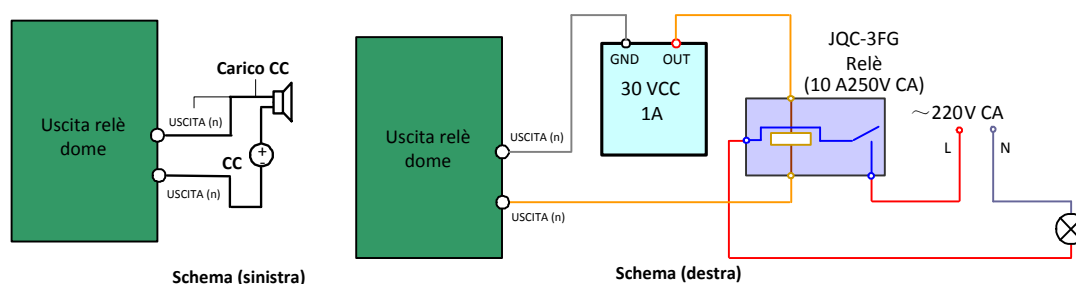 Uscita relè
dome
USCITA (n)
USCITA (n)
Carico CC
CC
+
-
Schema (sinistra)
Uscita relè
dome
USCITA (n)
USCITA (n)
GND
OUT
30 VCC
1A
JQC-3FG
Relè
(10 A250V CA)
～220V CA
L
N
Schema (destra)